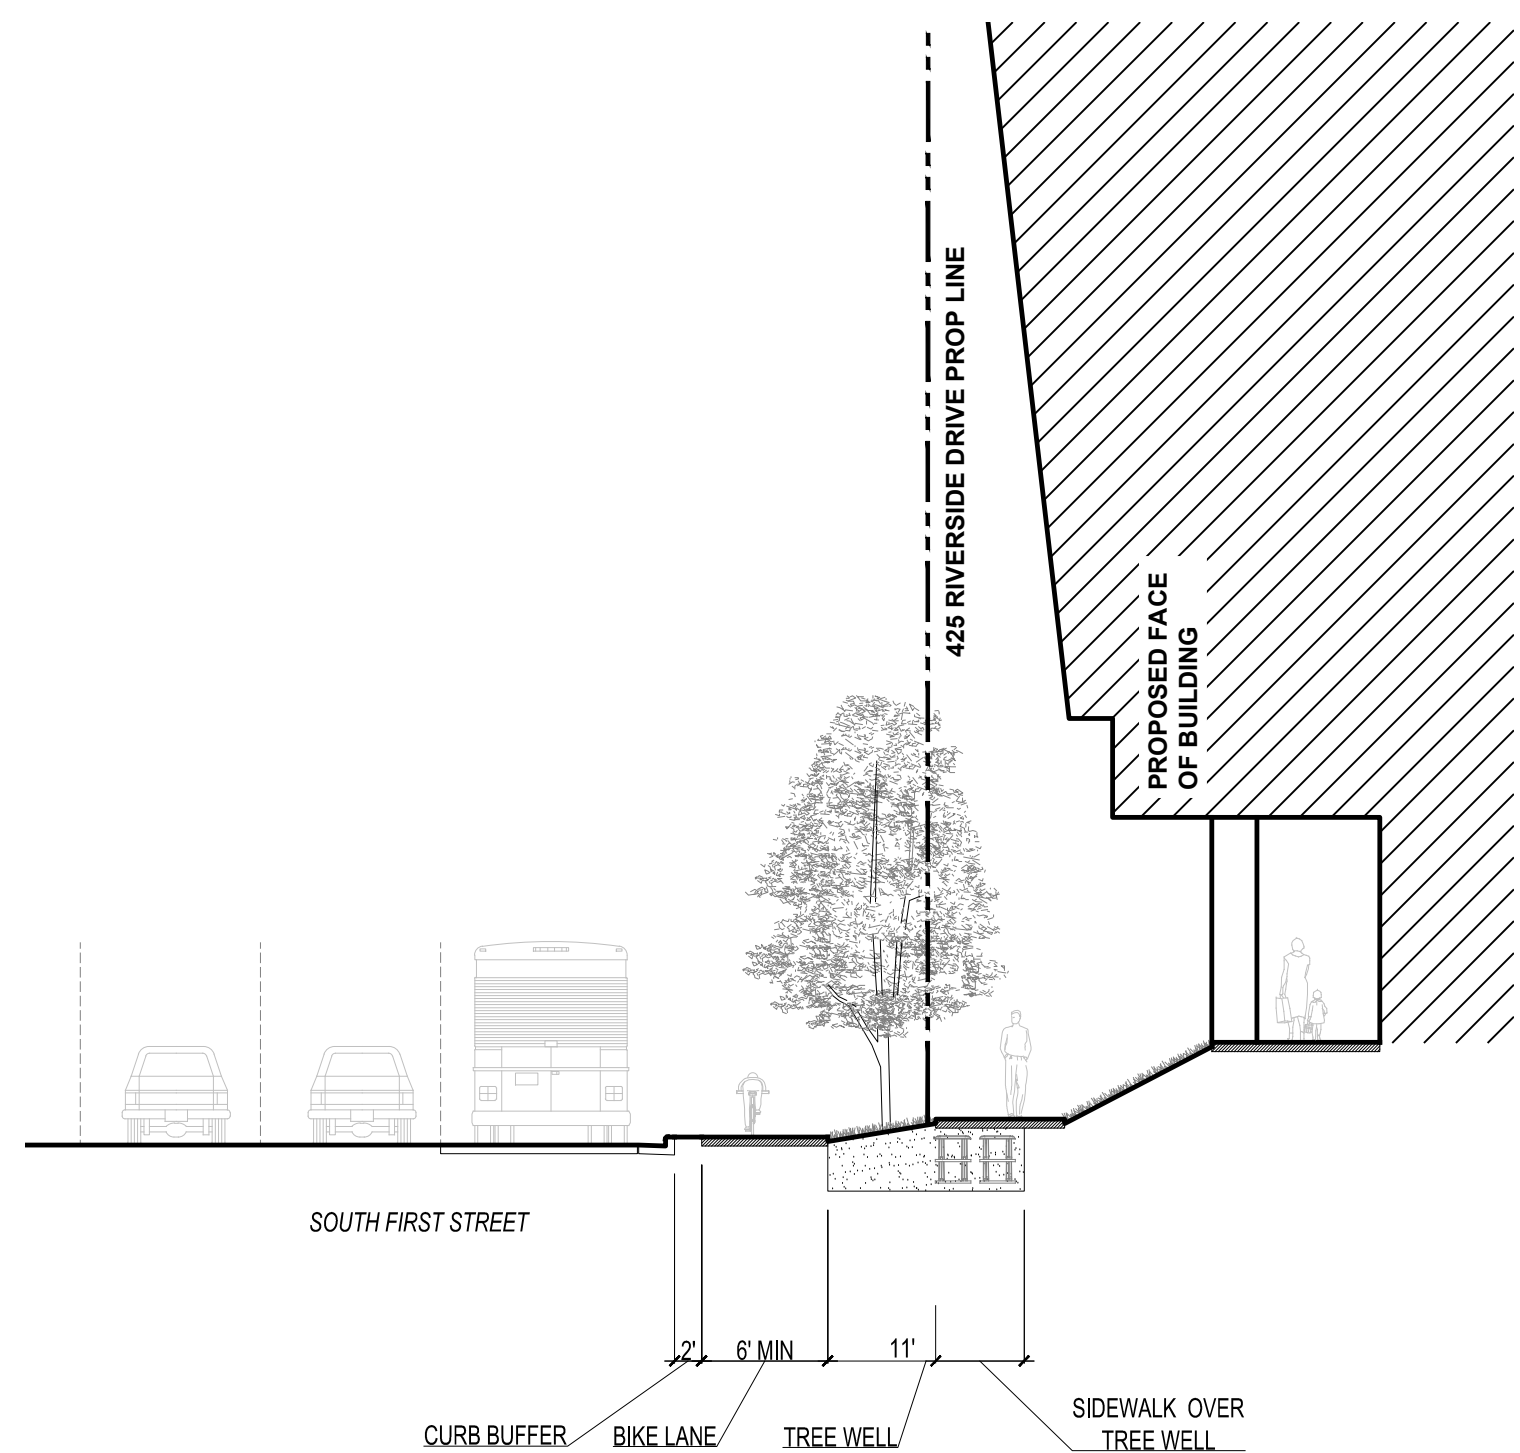 425 RIVERSIDE DRIVE PROP LINE
PROPOSED FACE
OF BUILDING
SOUTH FIRST STREET
2'
6' MIN
11'
CURB BUFFER
BIKE LANE
TREE WELL
SIDEWALK OVER
TREE WELL